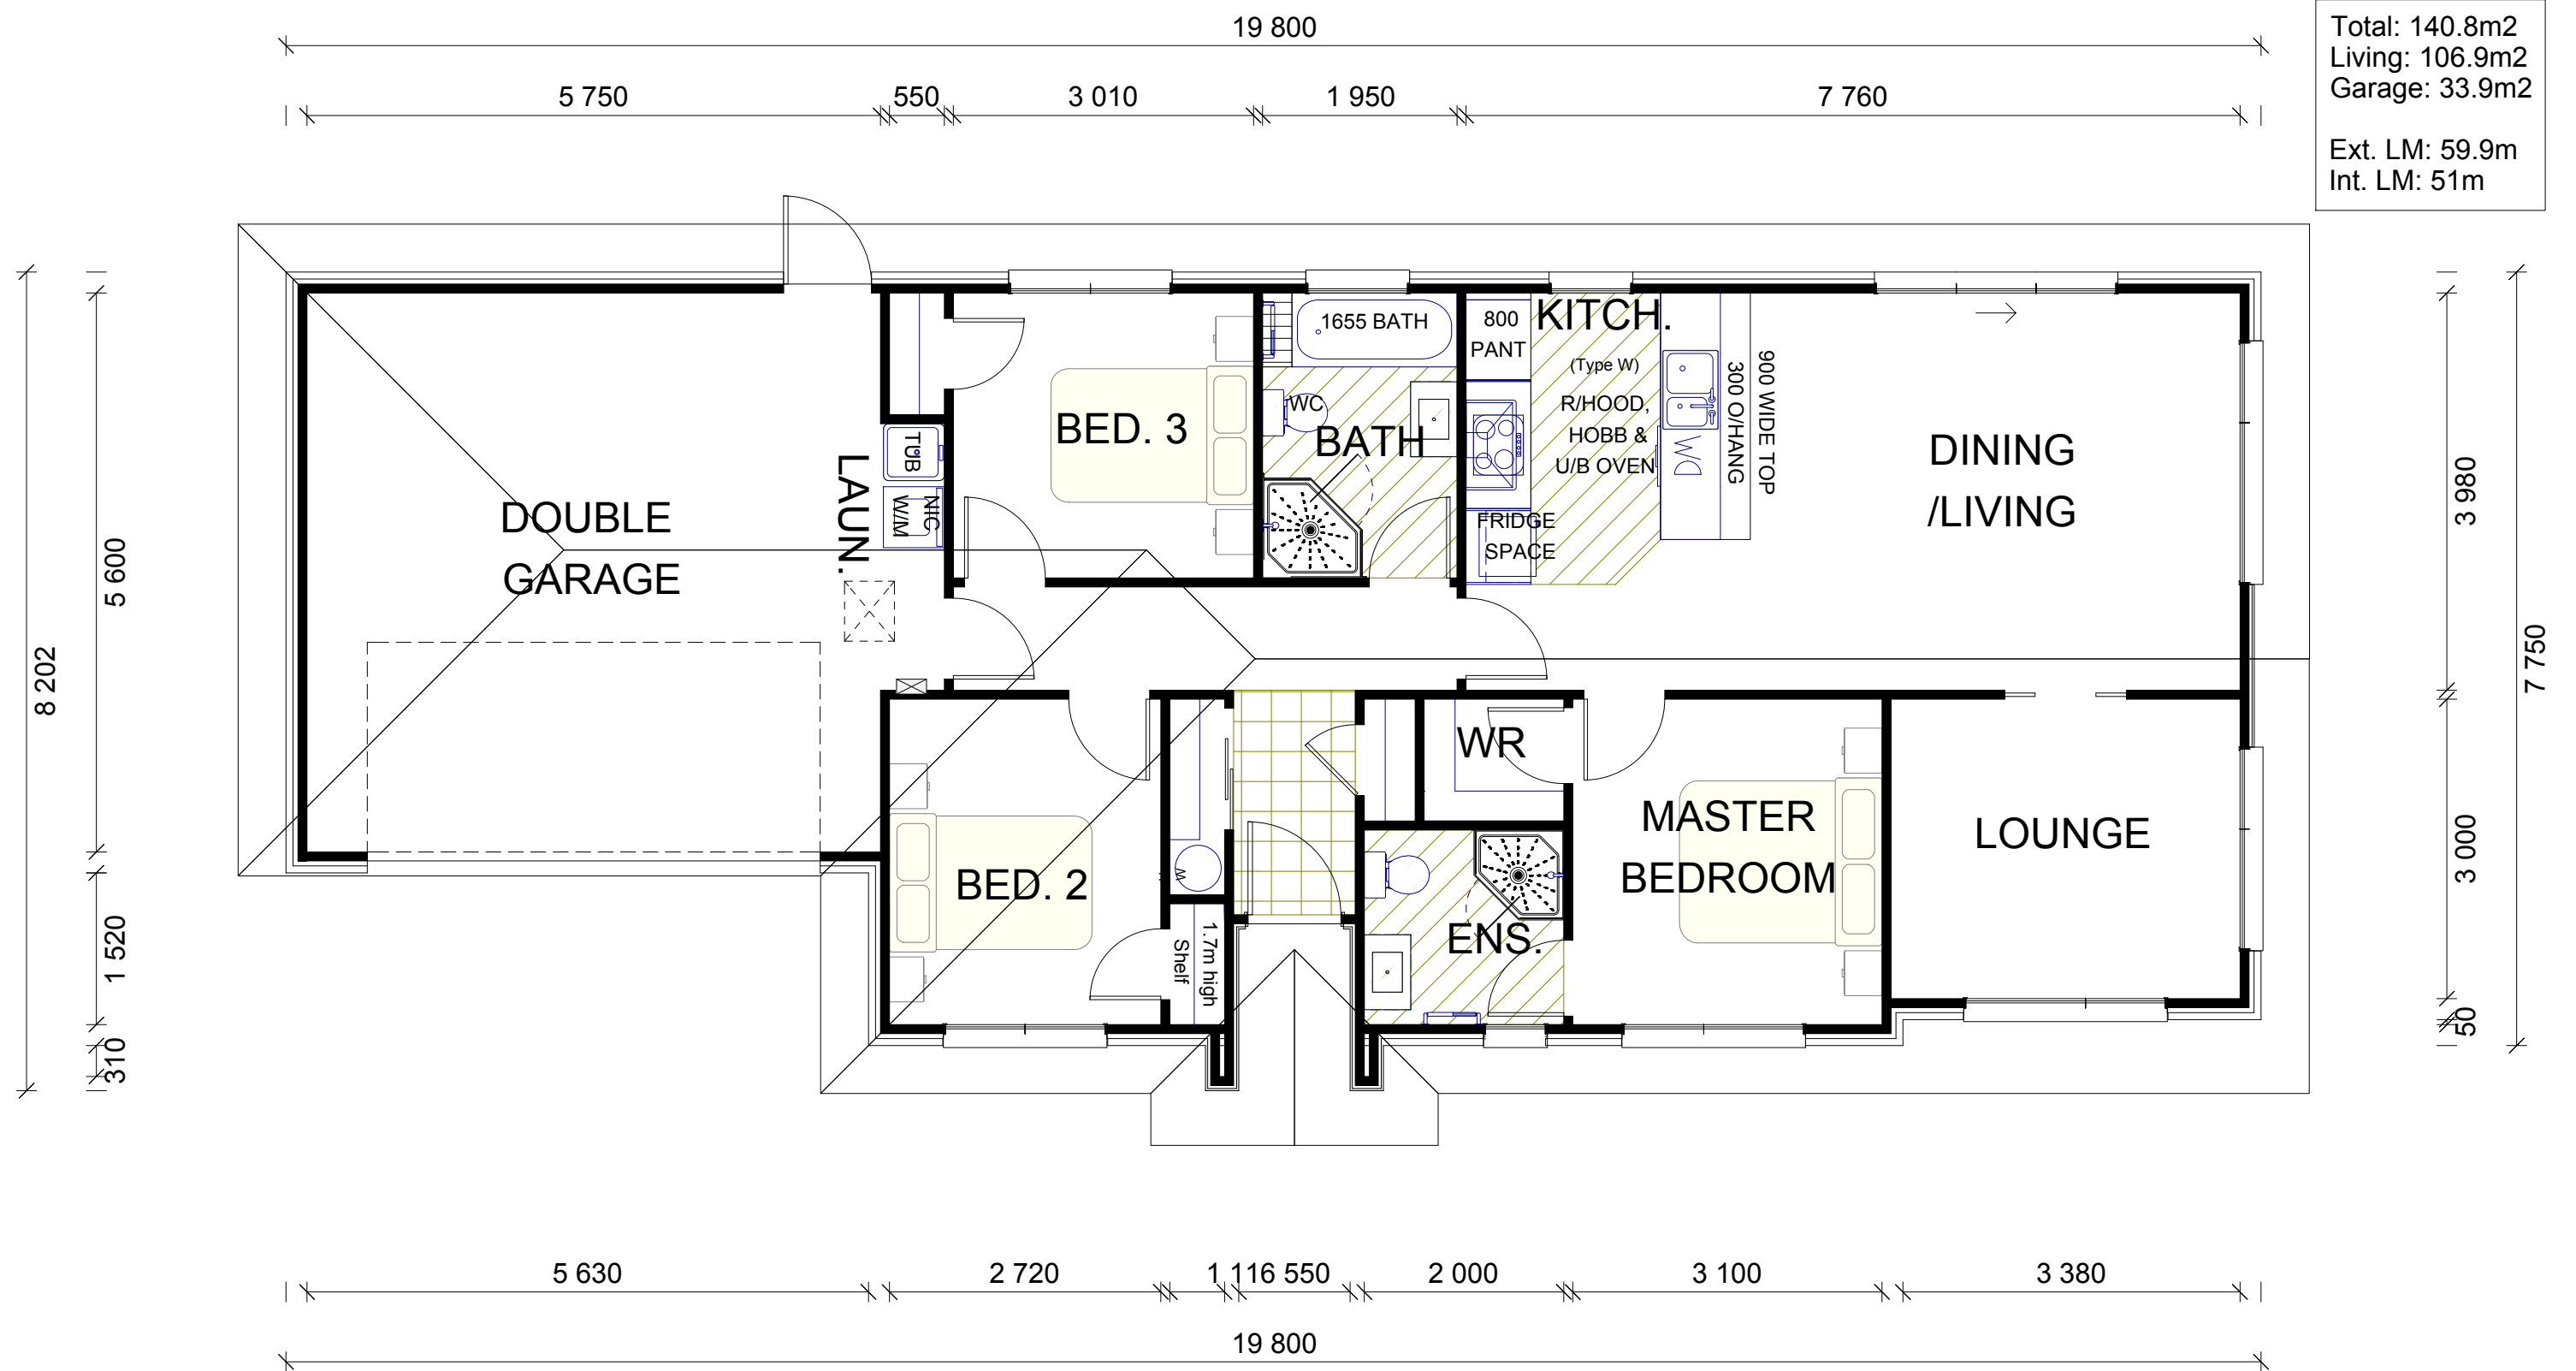 19 800
5 750
550
3 010
1 950
7 760
Total: 140.8m2
Living: 106.9m2
Garage: 33.9m2
Ext. LM: 59.9m
Int. LM: 51m
8 202
5 600
1 520
310
DOUBLE
GARAGE
LAUN.
TUB
NIC
W/M
BED. 3
1655 BATH
WC
BATH
800
PANT
KITCH.
(Type W)
R/HOOD,
HOBB &
U/B OVEN
FRIDGE
SPACE
900 WIDE TOP
300 O/HANG
DINING
/LIVING
3 980
3 000
50
7 750
BED. 2
1.7m high
Shelf
WR
ENS.
MASTER
BEDROOM
LOUNGE
5 630
2 720
1 116 550
2 000
3 100
3 380
19 800